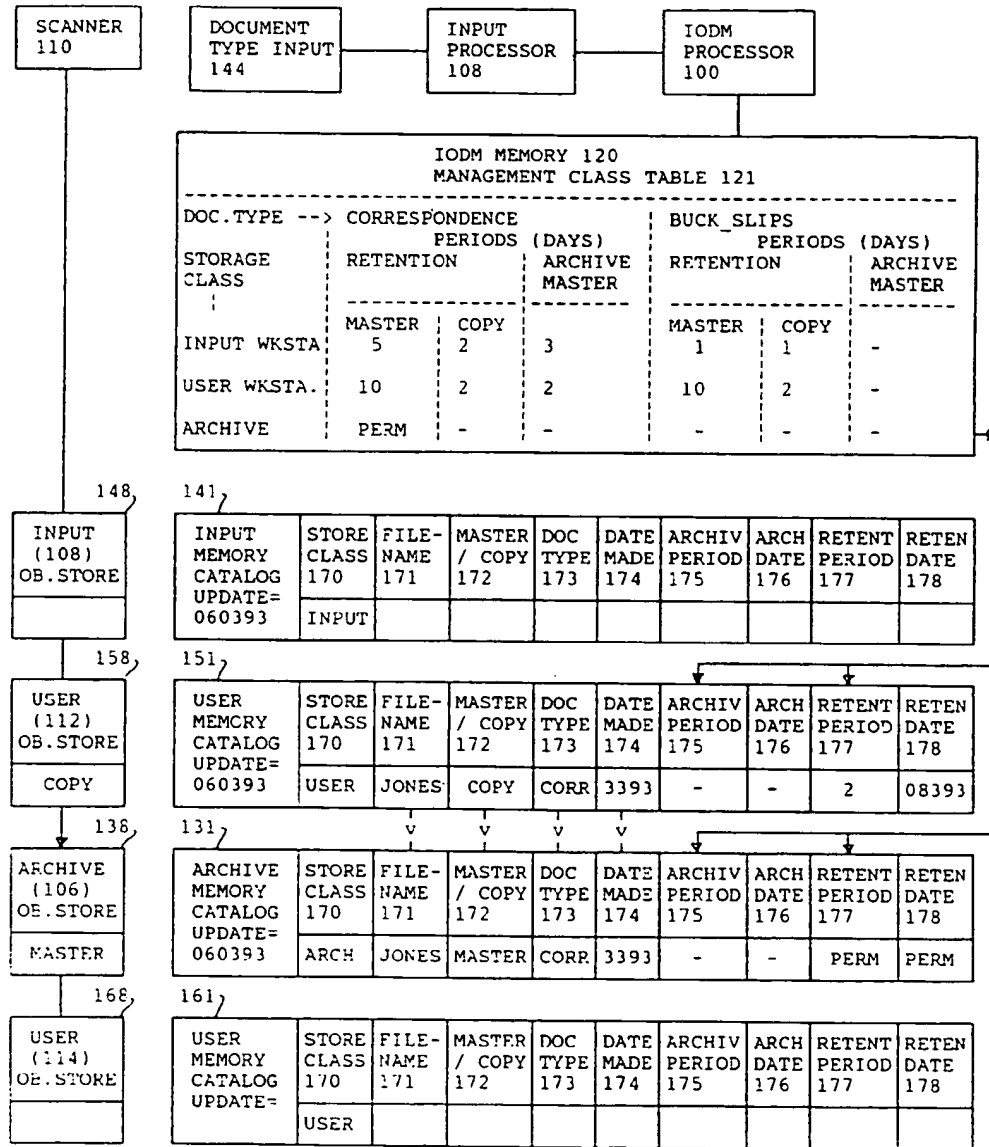 SCANNER
110
DOCUMENT
TYPE INPUT
144
INPUT
PROCESSOR
108
IODM
PROCESSOR
100
IODM MEMORY 120
MANAGEMENT CLASS TABLE 121
DOC.TYPE --> CORRESPONDENCE BUCK_SLIPS
PERIODS (DAYS) PERIODS (DAYS)
STORAGE RETENTION ARCHIVE RETENTION ARCHIVE
CLASS MASTER MASTER
MASTER COPY MASTER COPY
INPUT WKSTA 5 2 3 1 1 -
USER WKSTA. 10 2 2 10 2 -
ARCHIVE PERM - - - - -
148
INPUT
(108)
OB.STORE
141
INPUT STORE FILE- MASTER DOC DATE ARCHIV ARCH RETENT RETEN
MEMORY CLASS NAME / COPY TYPE MADE PERIOD DATE PERIOD DATE
CATALOG 170 171 172 173 174 175 176 177 178
UPDATE=
060393 INPUT
158
USER
(112)
OB.STORE
COPY
151
USER STORE FILE- MASTER DOC DATE ARCHIV ARCH RETENT RETEN
MEMORY CLASS NAME / COPY TYPE MADE PERIOD DATE PERIOD DATE
CATALOG 170 171 172 173 174 175 176 177 178
UPDATE=
060393 USER JONES COPY CORR 3393 - - 2 08393
v v v v
138
ARCHIVE
(106)
OB.STORE
MASTER
131
ARCHIVE STORE FILE- MASTER DOC DATE ARCHIV ARCH RETENT RETEN
MEMORY CLASS NAME / COPY TYPE MADE PERIOD DATE PERIOD DATE
CATALOG 170 171 172 173 174 175 176 177 178
UPDATE=
060393 ARCH JONES MASTER CORR 3393 - - PERM PERM
168
USER
(114)
OB.STORE
161
USER STORE FILE- MASTER DOC DATE ARCHIV ARCH RETENT RETEN
MEMORY CLASS NAME / COPY TYPE MADE PERIOD DATE PERIOD DATE
CATALOG 170 171 172 173 174 175 176 177 178
UPDATE=
USER